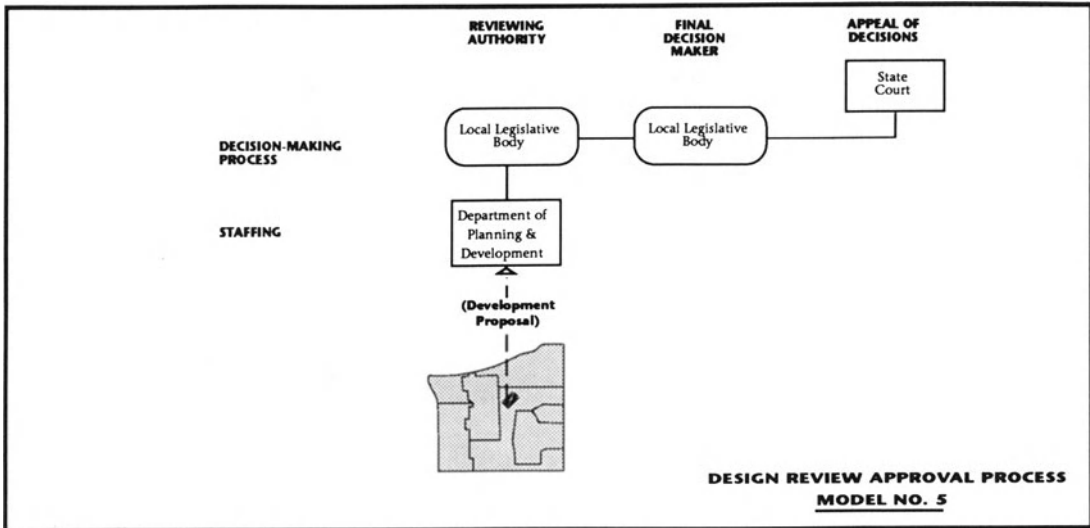 REVIEWING
AUTHORITY
FINAL
DECISION
MAKER
APPEAL OF
DECISIONS
State
Court
DECISION-MAKING
PROCESS
Local Legislative
Body
Local Legislative
Body
STAFFING
Department of
Planning &
Development
(Development
Proposal)
DESIGN REVIEW APPROVAL PROCESS
MODEL NO. 5